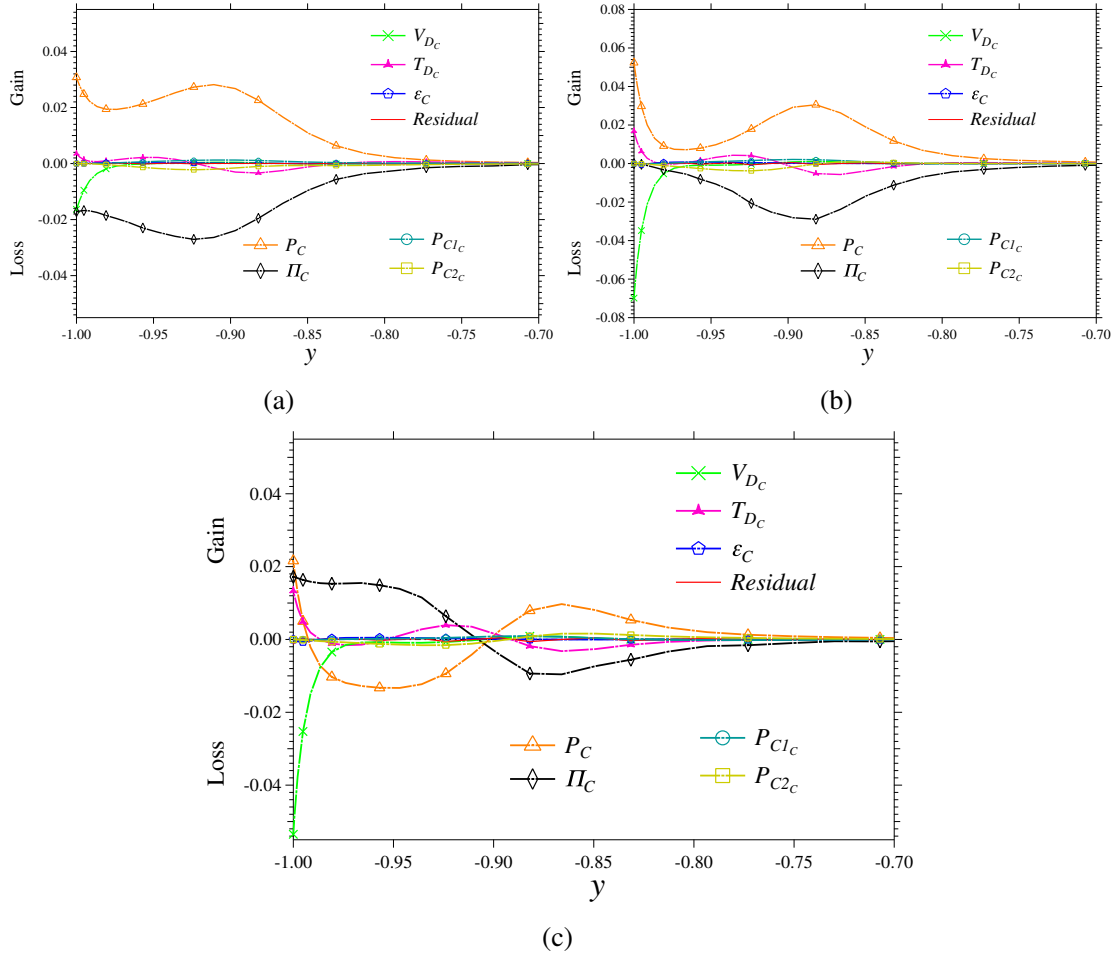 Gain
Loss
0.04
0.02
0.00
-0.02
-0.04
V_{D_C}
T_{D_C}
ε_C
Residual
P_C
Π_C
P_{C1_C}
P_{C2_C}
-1.00 -0.95 -0.90 -0.85 -0.80 -0.75 -0.70
y
(a)
Gain
Loss
0.08
0.06
0.04
0.02
0.00
-0.02
-0.04
-0.06
-0.08
V_{D_C}
T_{D_C}
ε_C
Residual
P_C
Π_C
P_{C1_C}
P_{C2_C}
-1.00 -0.95 -0.90 -0.85 -0.80 -0.75 -0.70
y
(b)
Gain
Loss
0.04
0.02
0.00
-0.02
-0.04
V_{D_C}
T_{D_C}
ε_C
Residual
P_C
Π_C
P_{C1_C}
P_{C2_C}
-1.00 -0.95 -0.90 -0.85 -0.80 -0.75 -0.70
y
(c)